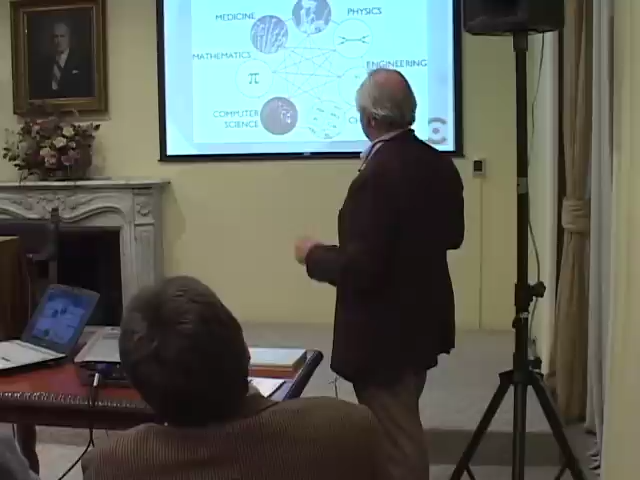 MEDICINE
PHYSICS
MATHEMATICS
π
ENGINEERING
COMPUTER
SCIENCE